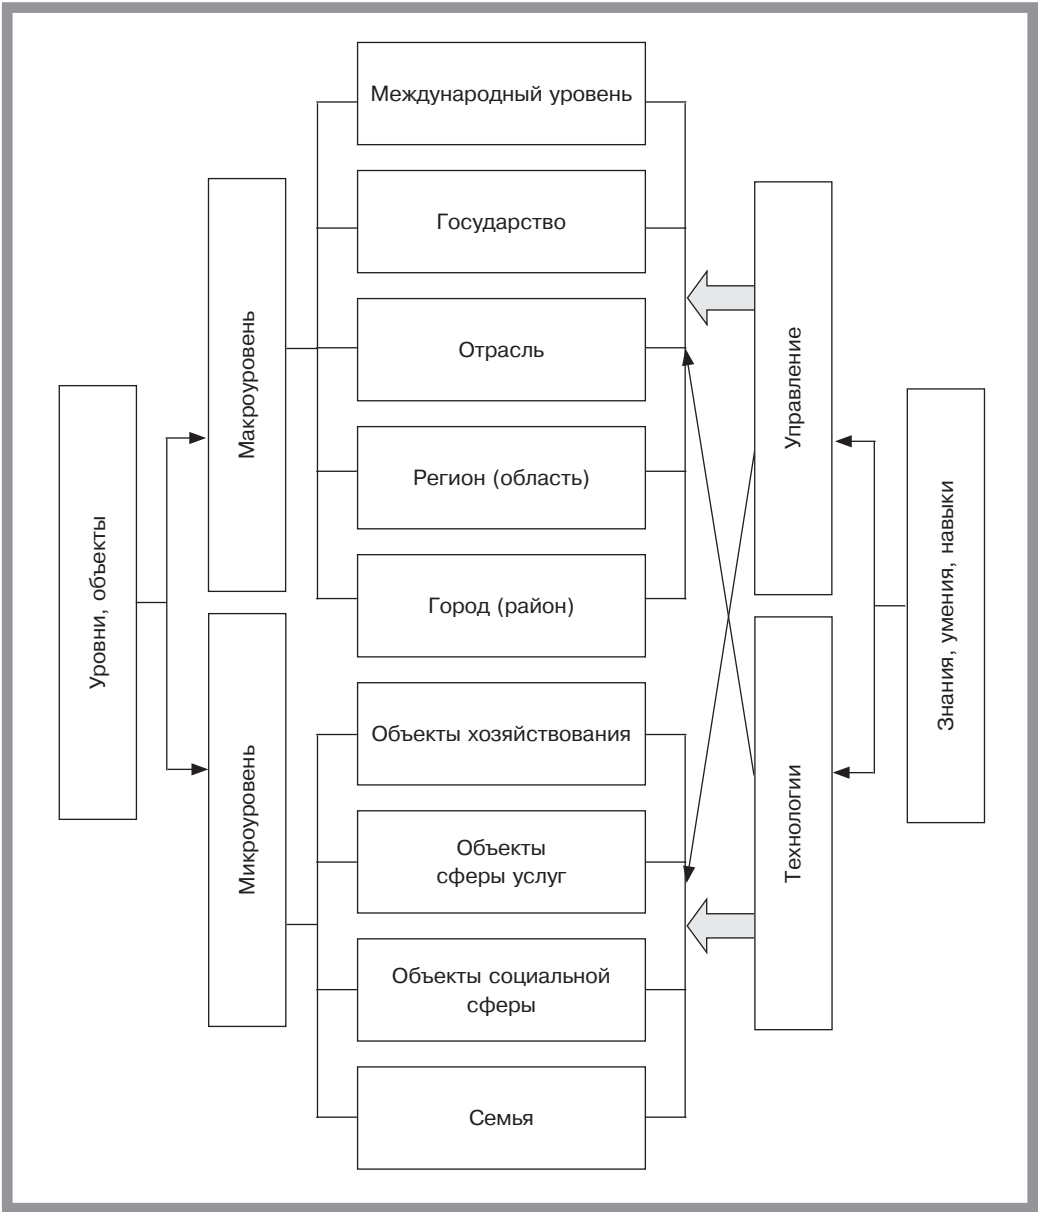 Уровни, объекты
Макроуровень
Микроуровень
Международный уровень
Государство
Отрасль
Регион (область)
Город (район)
Объекты хозяйствования
Объекты
сферы услуг
Объекты социальной
сферы
Семья
Управление
Технологии
Знания, умения, навыки